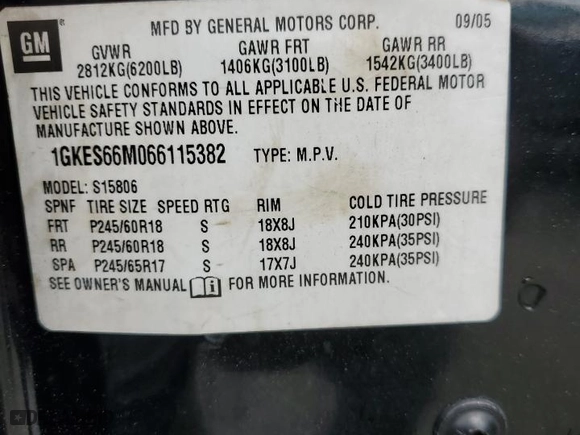 GM
MFD BY GENERAL MOTORS CORP. 09/05
GVWR GAWR FRT GAWR RR
2812KG(6200LB) 1406KG(3100LB) 1542KG(3400LB)
THIS VEHICLE CONFORMS TO ALL APPLICABLE U.S. FEDERAL MOTOR
VEHICLE SAFETY STANDARDS IN EFFECT ON THE DATE OF
MANUFACTURE SHOWN ABOVE.
1GKES66M066115382 TYPE: M.P.V.
MODEL: S15806
SPNF TIRE SIZE SPEED RTG RIM COLD TIRE PRESSURE
FRT P245/60R18 S 18X8J 210KPA(30PSI)
RR P245/60R18 S 18X8J 240KPA(35PSI)
SPA P245/65R17 S 17X7J 240KPA(35PSI)
SEE OWNER'S MANUAL FOR MORE INFORMATION.